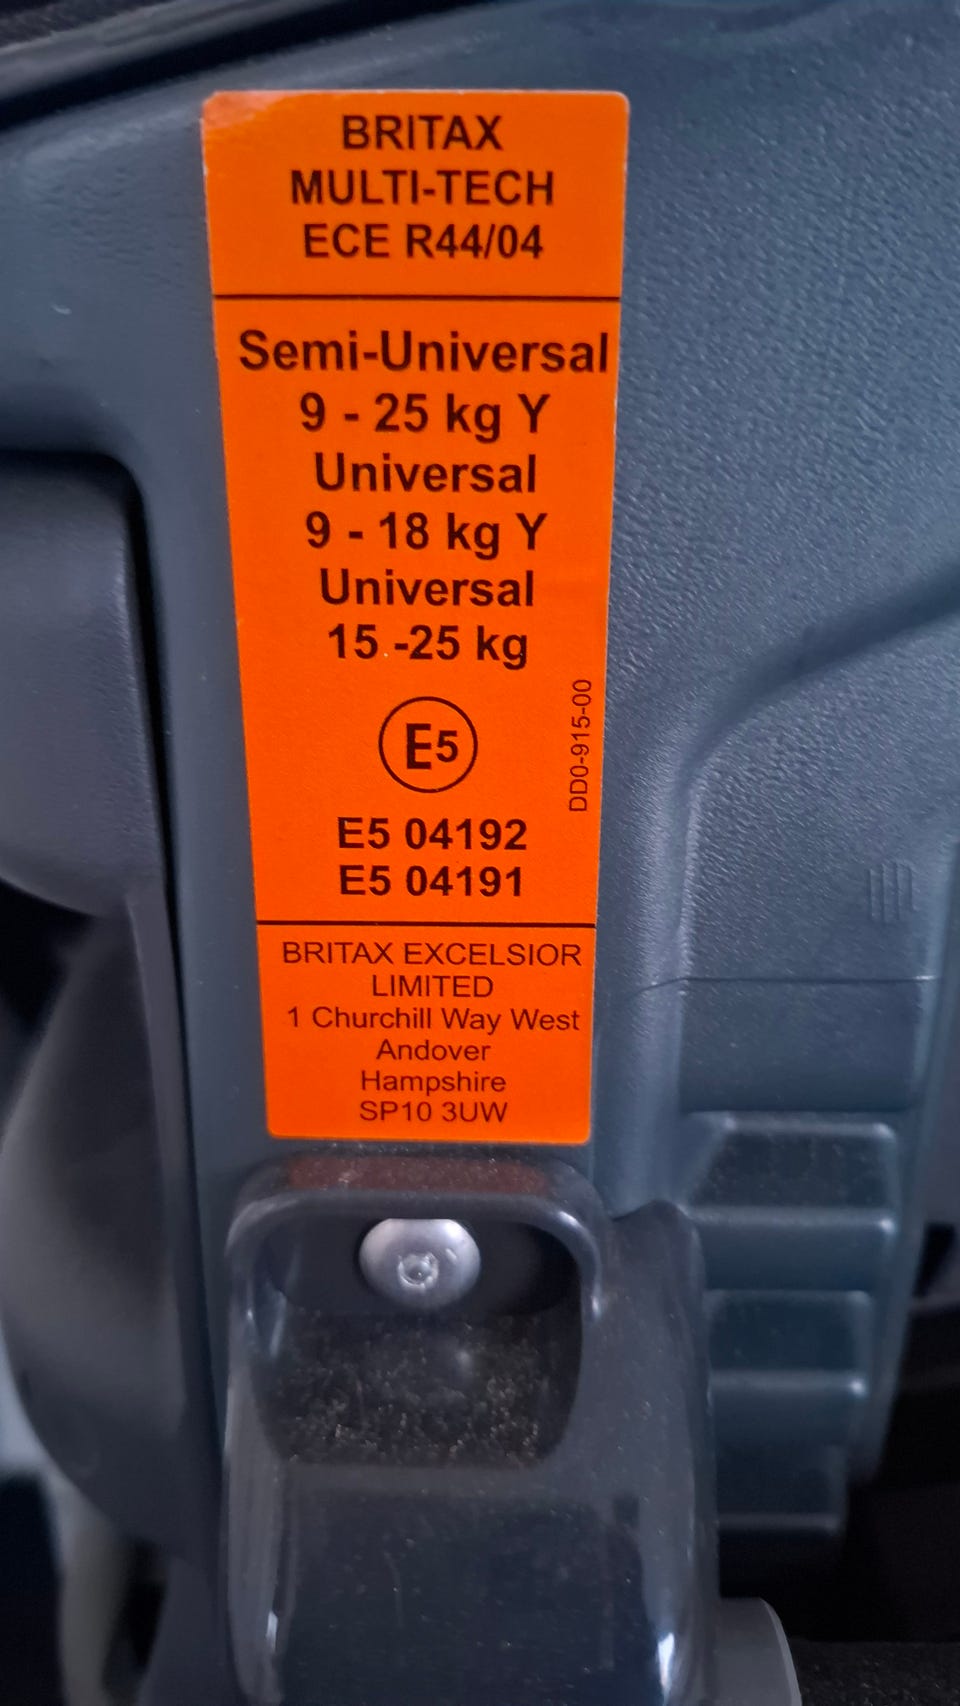 BRITAX
MULTI-TECH
ECE R44/04
Semi-Universal
9 - 25 kg Y
Universal
9 - 18 kg Y
Universal
15 -25 kg
E5
DD0-915-00
E5 04192
E5 04191
BRITAX EXCELSIOR
LIMITED
1 Churchill Way West
Andover
Hampshire
SP10 3UW